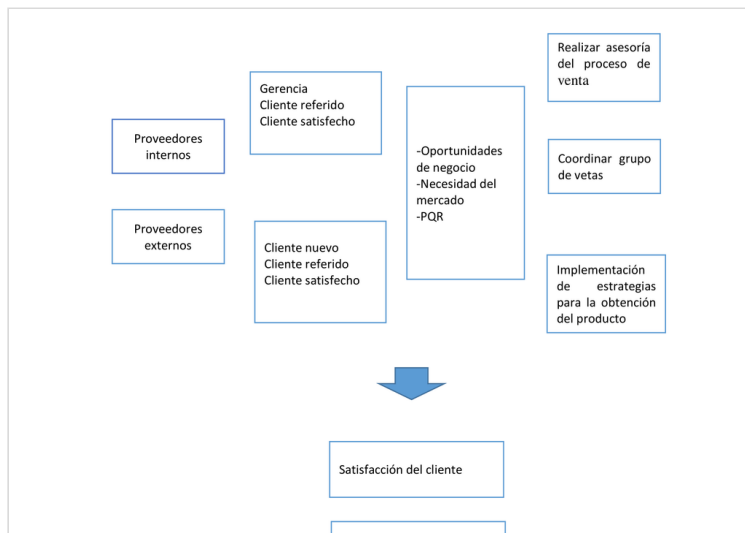 Proveedores
internos
Proveedores
externos
Gerencia
Cliente referido
Cliente satisfecho
Cliente nuevo
Cliente referido
Cliente satisfecho
-Oportunidades
de negocio
-Necesidad del
mercado
-PQR
Realizar asesoría
del proceso de
venta
Coordinar grupo
de vetas
Implementación
de estrategias
para la obtención
del producto
Satisfacción del cliente